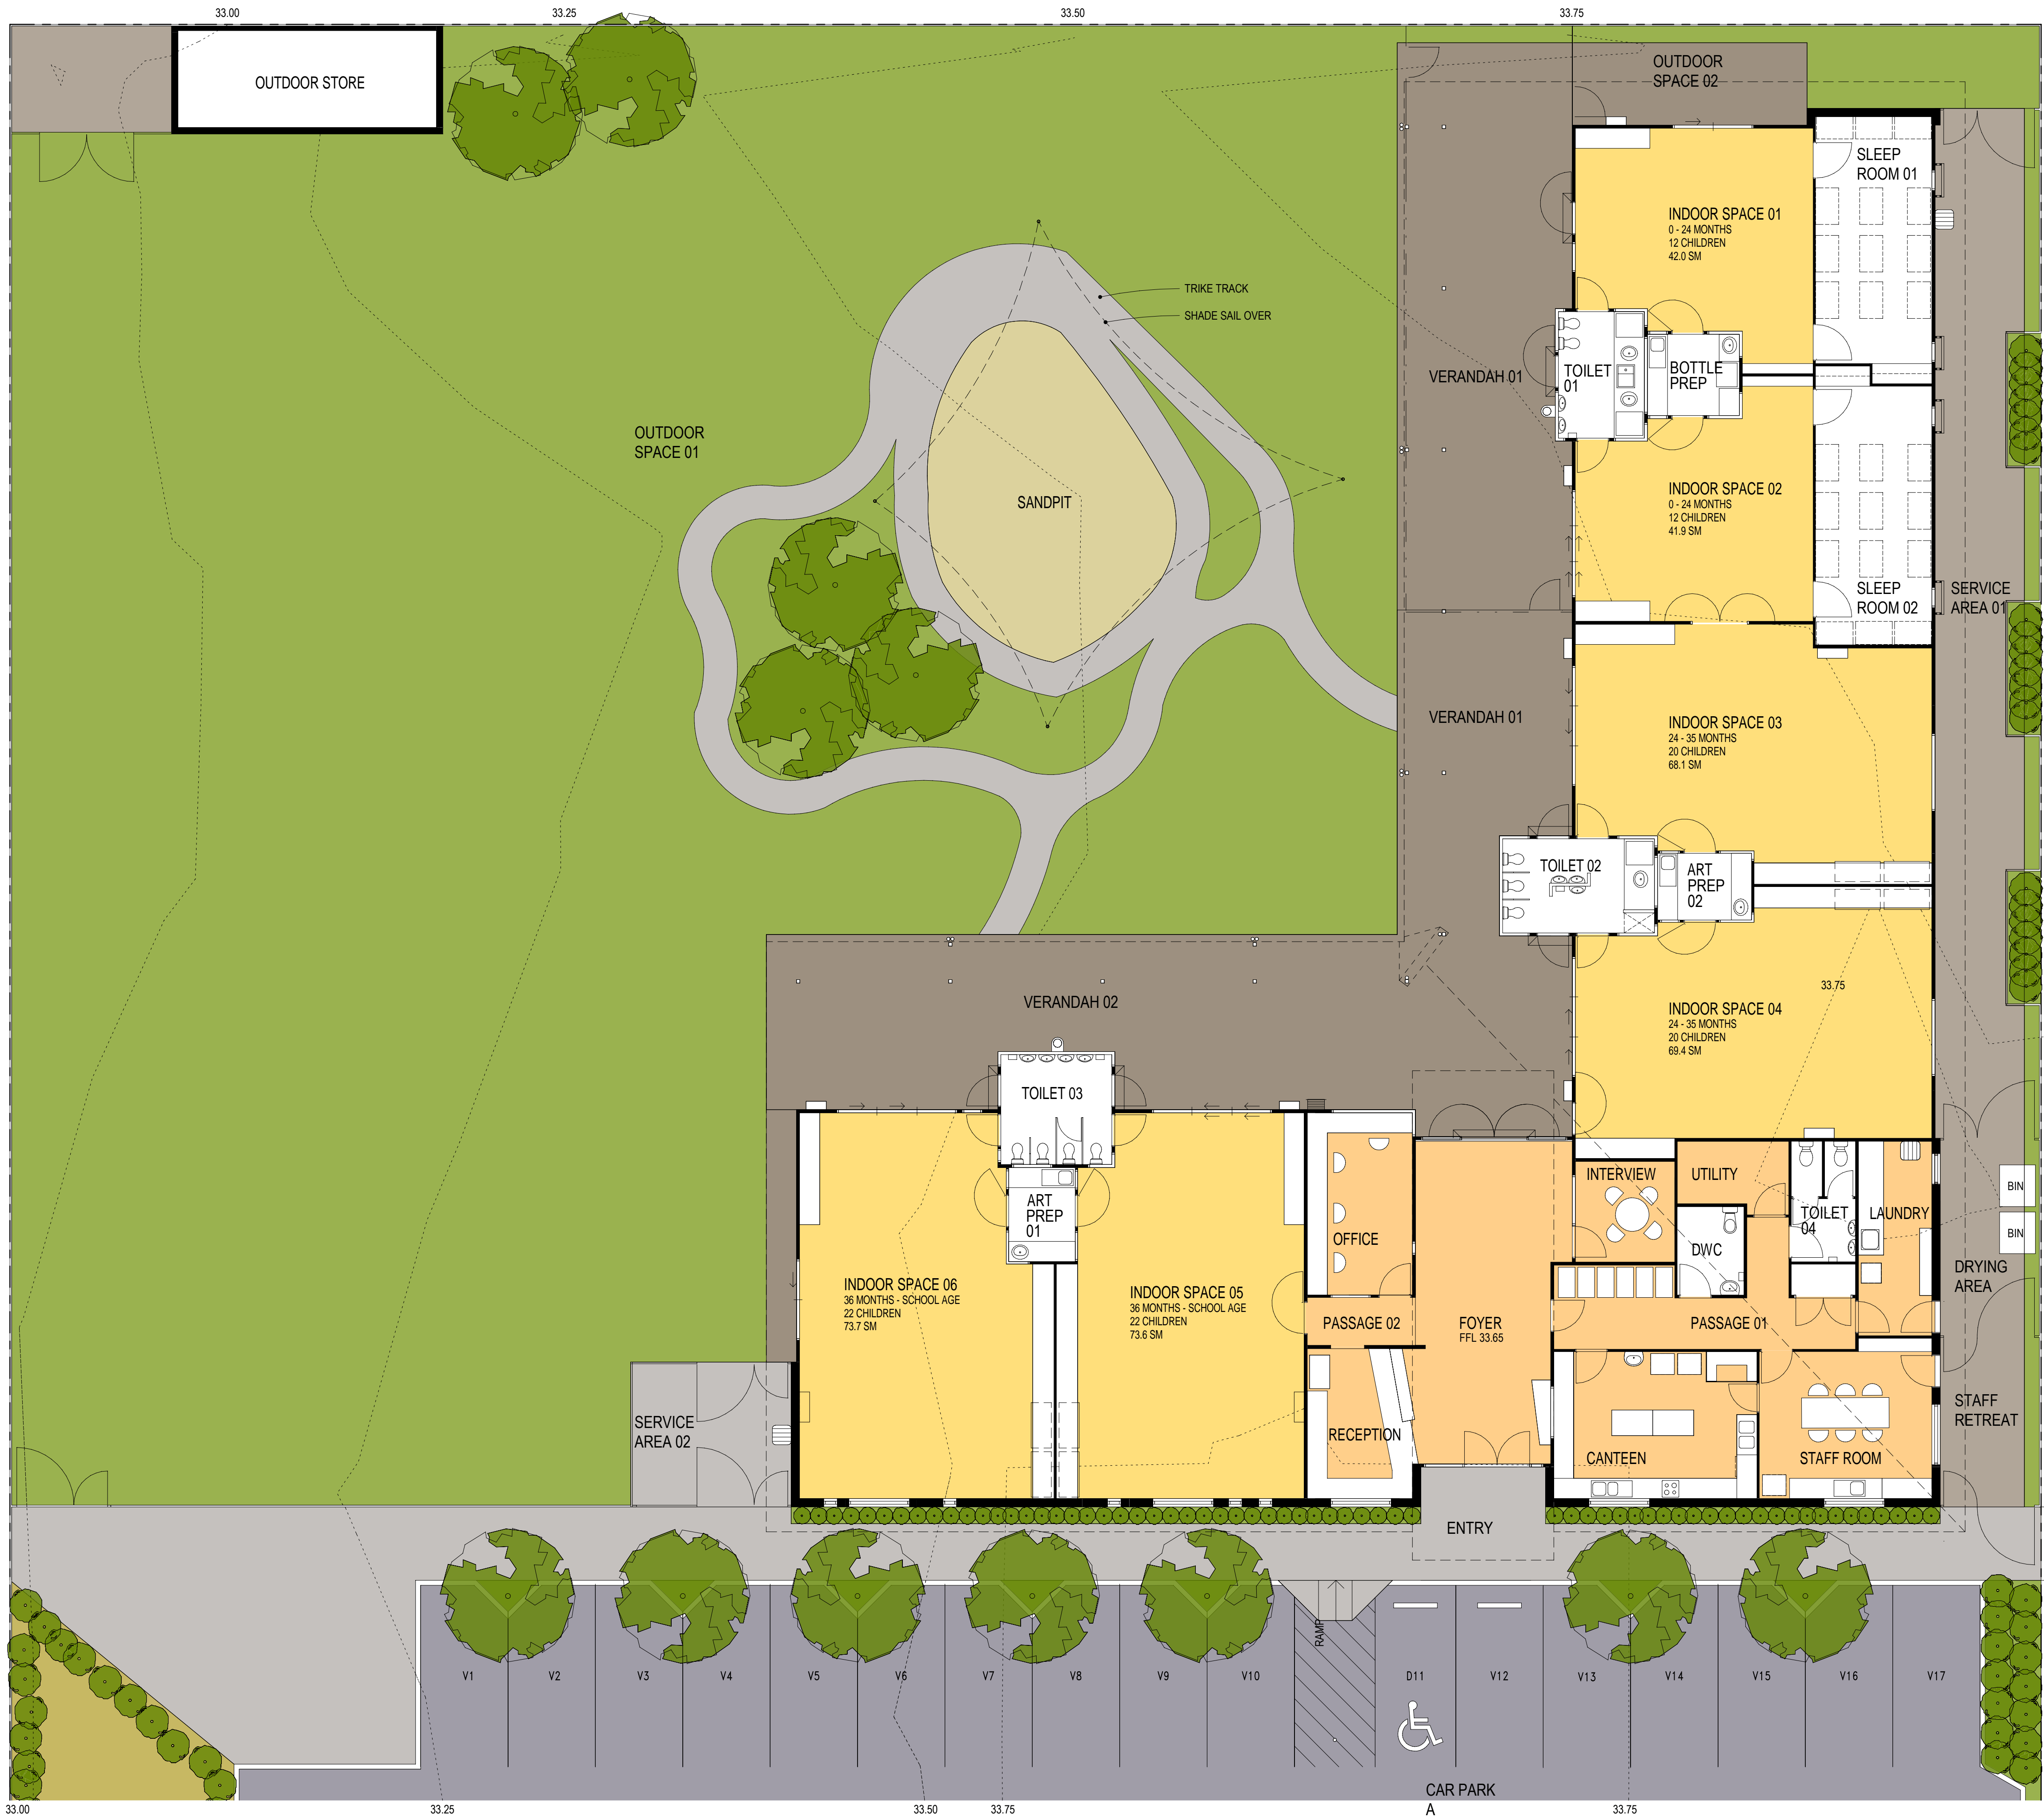 33.00
33.25
33.50
33.75
OUTDOOR STORE
OUTDOOR
SPACE 02
SLEEP
ROOM 01
INDOOR SPACE 01
0 - 24 MONTHS
12 CHILDREN
42.0 SM
TRIKE TRACK
SHADE SAIL OVER
VERANDAH 01
TOILET
01
BOTTLE
PREP
OUTDOOR
SPACE 01
SANDPIT
INDOOR SPACE 02
0 - 24 MONTHS
12 CHILDREN
41.9 SM
SLEEP
ROOM 02
SERVICE
AREA 01
VERANDAH 01
INDOOR SPACE 03
24 - 35 MONTHS
20 CHILDREN
68.1 SM
TOILET 02
ART
PREP
02
VERANDAH 02
33.75
INDOOR SPACE 04
24 - 35 MONTHS
20 CHILDREN
69.4 SM
TOILET 03
ART
PREP
01
OFFICE
INTERVIEW
UTILITY
DWC
TOILET
04
LAUNDRY
BIN
BIN
DRYING
AREA
INDOOR SPACE 06
36 MONTHS - SCHOOL AGE
22 CHILDREN
73.7 SM
INDOOR SPACE 05
36 MONTHS - SCHOOL AGE
22 CHILDREN
73.6 SM
PASSAGE 02
FOYER
FFL 33.65
PASSAGE 01
SERVICE
AREA 02
RECEPTION
CANTEEN
STAFF ROOM
STAFF
RETREAT
ENTRY
RAMP
V1
V2
V3
V4
V5
V6
V7
V8
V9
V10
D11
V12
V13
V14
V15
V16
V17
CAR PARK
A
33.00
33.25
33.50
33.75
33.75